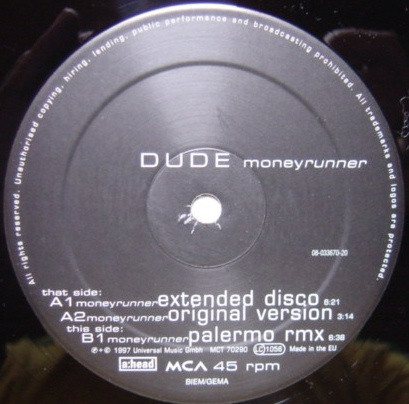 All rights reserved. Unauthorised copying, hiring, lending, public performance and broadcasting prohibited. All trademarks and logos are protected.
DUDE moneyrunner
06-033670-20
that side:
A1 moneyrunner extended disco 6:21
A2 moneyrunner original version 3:14
this side:
B1 moneyrunner palermo rmx 6:38
℗+© 1997 Universal Music GmbH MCT 70290 LC 1056 Made in the EU
a:head MCA 45 rpm
BIEM/GEMA